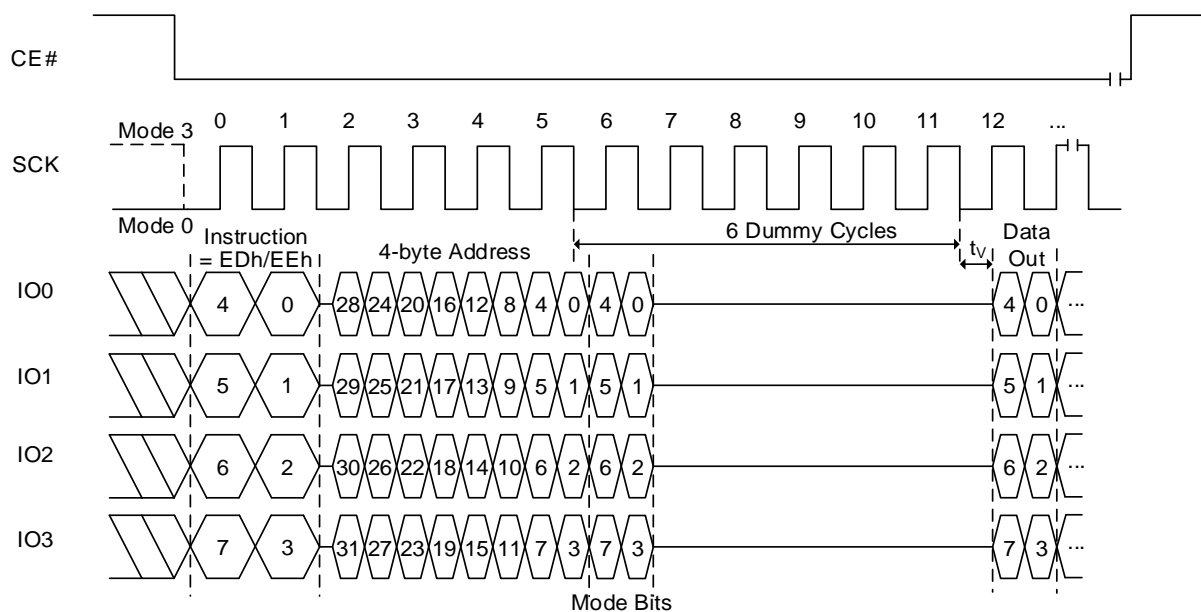 CE#
0 1 2 3 4 5 6 7 8 9 10 11 12 ...
Mode 3
SCK
Mode 0
Instruction
= EDh/EEh
4-byte Address
6 Dummy Cycles
tV
Data
Out
IO0 4 0 28 24 20 16 12 8 4 0 4 0 4 0 ...
IO1 5 1 29 25 21 17 13 9 5 1 5 1 5 1 ...
IO2 6 2 30 26 22 18 14 10 6 2 6 2 6 2 ...
IO3 7 3 31 27 23 19 15 11 7 3 7 3 7 3 ...
Mode Bits